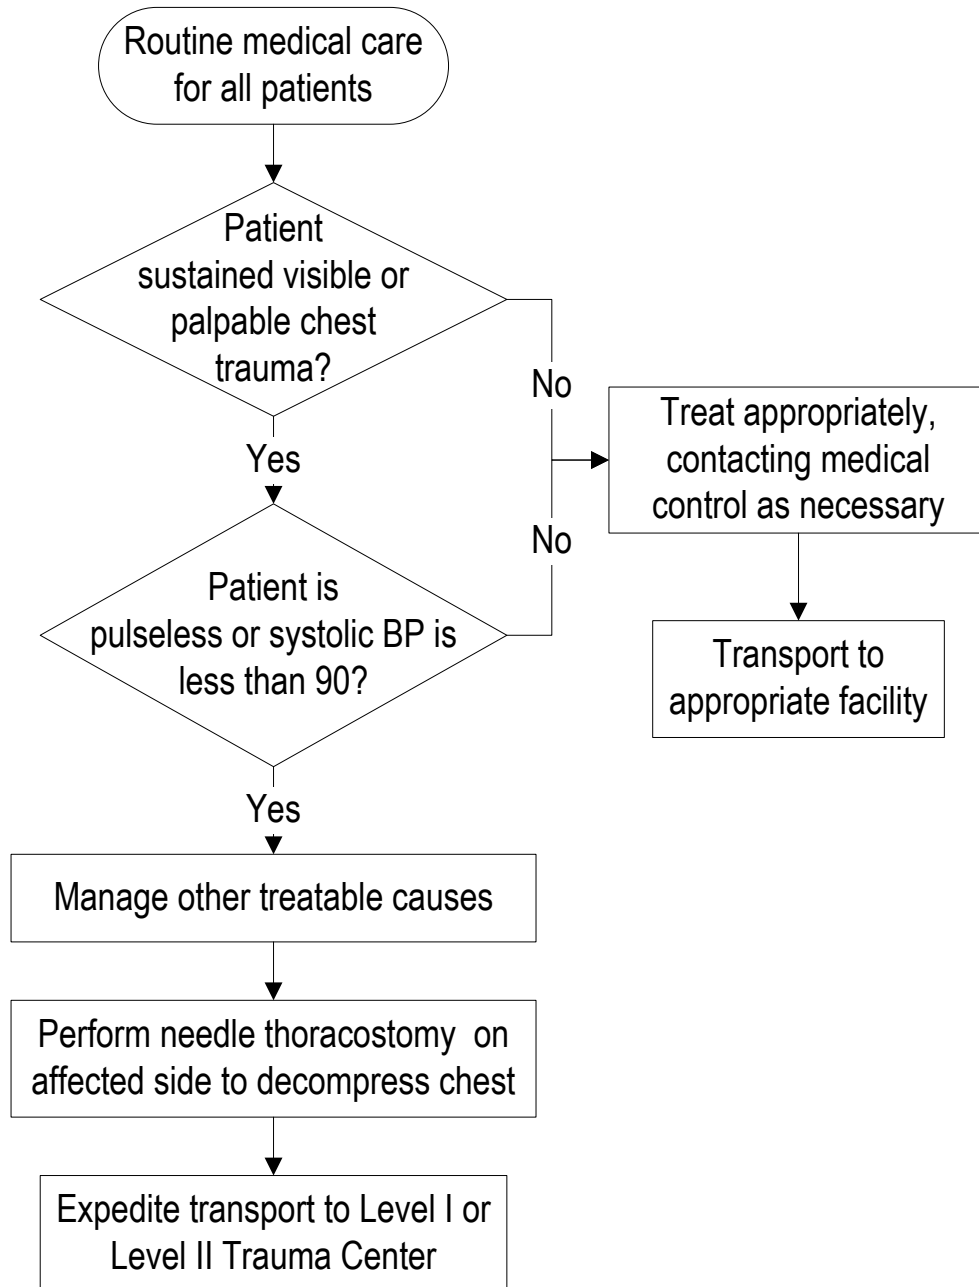 Routine medical care
for all patients
Patient
sustained visible or
palpable chest
trauma?
No
Yes
Treat appropriately,
contacting medical
control as necessary
No
Patient is
pulseless or systolic BP is
less than 90?
Transport to
appropriate facility
Yes
Manage other treatable causes
Perform needle thoracostomy on
affected side to decompress chest
Expedite transport to Level I or
Level II Trauma Center